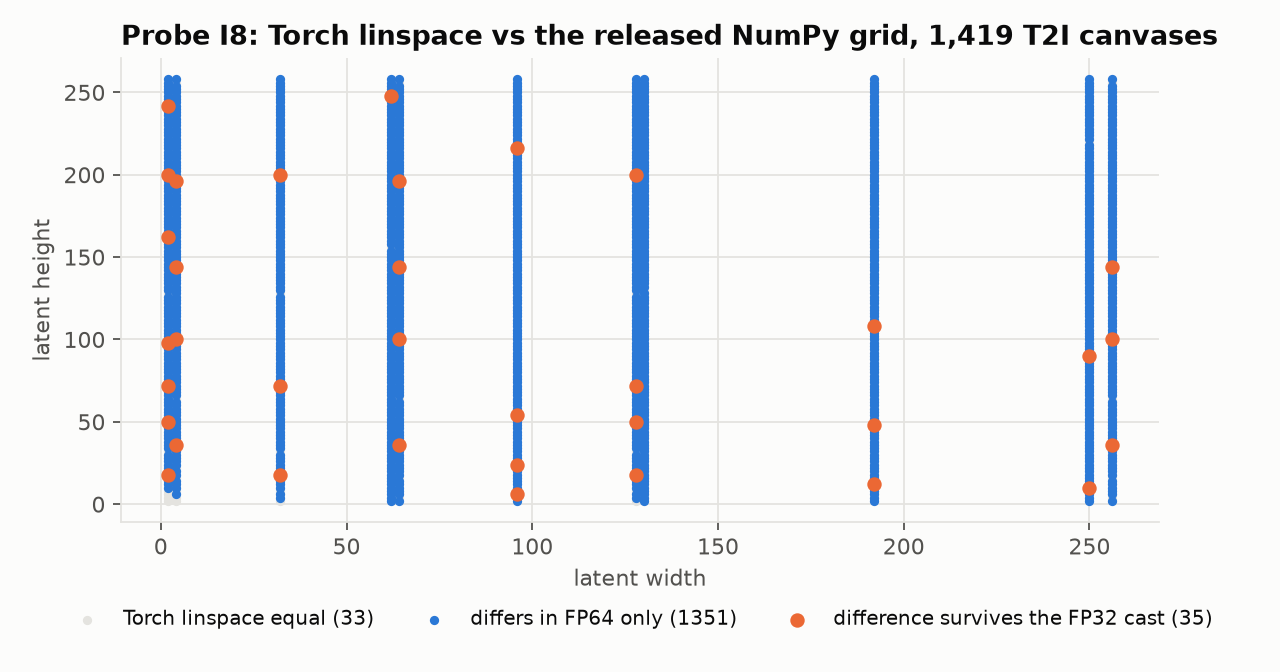 Probe I8: Torch linspace vs the released NumPy grid, 1,419 T2I canvases
250
200
150
100
50
0
latent height
0 50 100 150 200 250
latent width
Torch linspace equal (33) differs in FP64 only (1351) difference survives the FP32 cast (35)